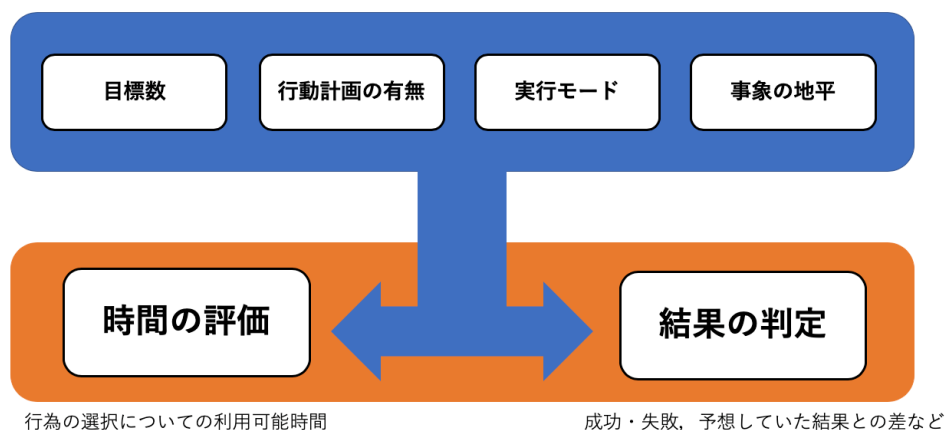 目標数
行動計画の有無
実行モード
事象の地平
時間の評価
結果の判定
行為の選択についての利用可能時間
成功・失敗，予想していた結果との差など